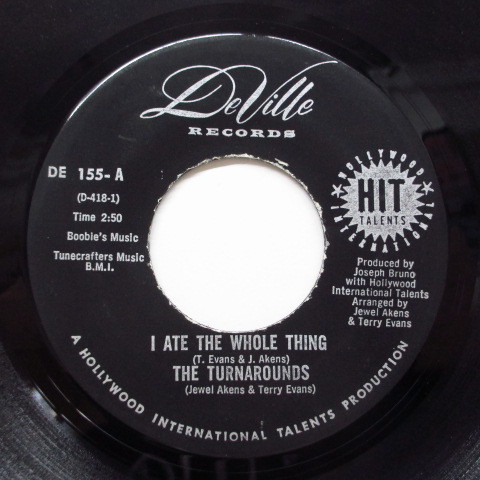 DeVille
RECORDS
DE 155-A
(D-418-1)
Time 2:50
Boobie's Music
Tunecrafters Music
B.M.I.
HOLLYWOOD
HIT
TALENTS
INTERNATIONAL
Produced by
Joseph Bruno
with Hollywood
International Talents
Arranged by
Jewel Akens
& Terry Evans
I ATE THE WHOLE THING
(T. Evans & J. Akens)
THE TURNAROUNDS
(Jewel Akens & Terry Evans)
A HOLLYWOOD INTERNATIONAL TALENTS PRODUCTION